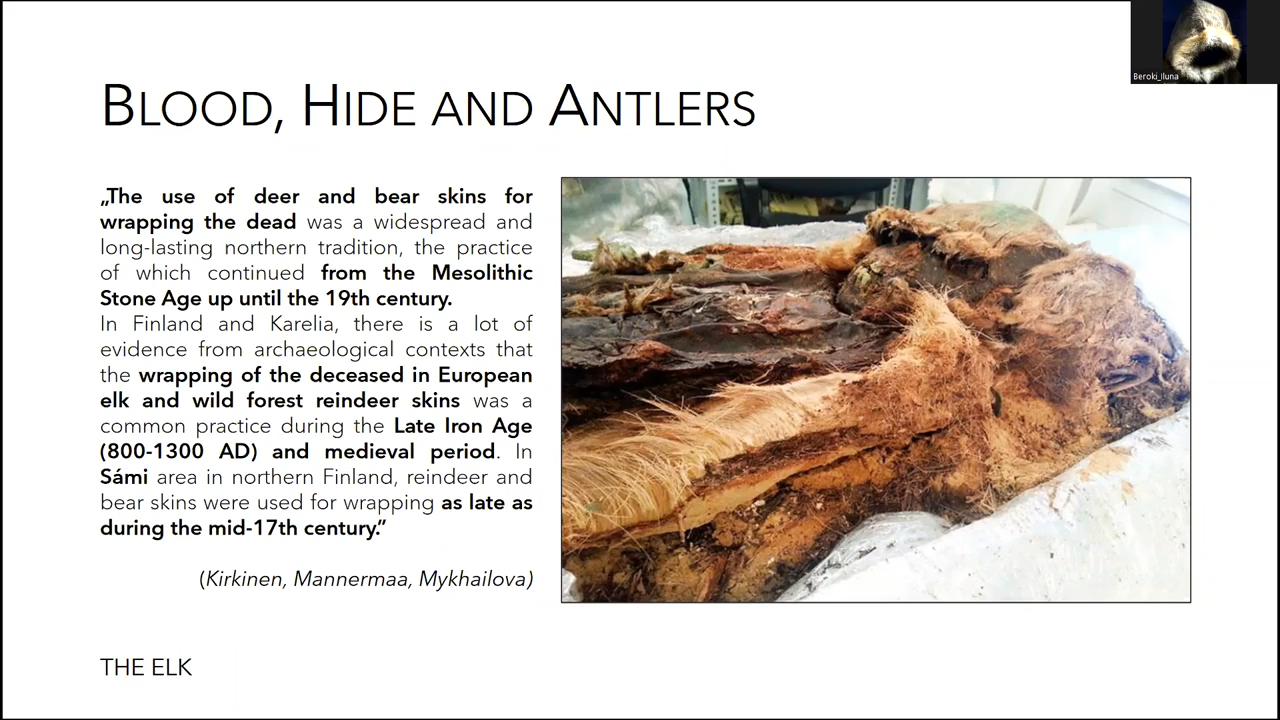 Beroki_Iluna
BLOOD, HIDE AND ANTLERS
„The use of deer and bear skins for
wrapping the dead was a widespread and
long-lasting northern tradition, the practice
of which continued from the Mesolithic
Stone Age up until the 19th century.
In Finland and Karelia, there is a lot of
evidence from archaeological contexts that
the wrapping of the deceased in European
elk and wild forest reindeer skins was a
common practice during the Late Iron Age
(800-1300 AD) and medieval period. In
Sámi area in northern Finland, reindeer and
bear skins were used for wrapping as late as
during the mid-17th century.”
(Kirkinen, Mannermaa, Mykhailova)
THE ELK